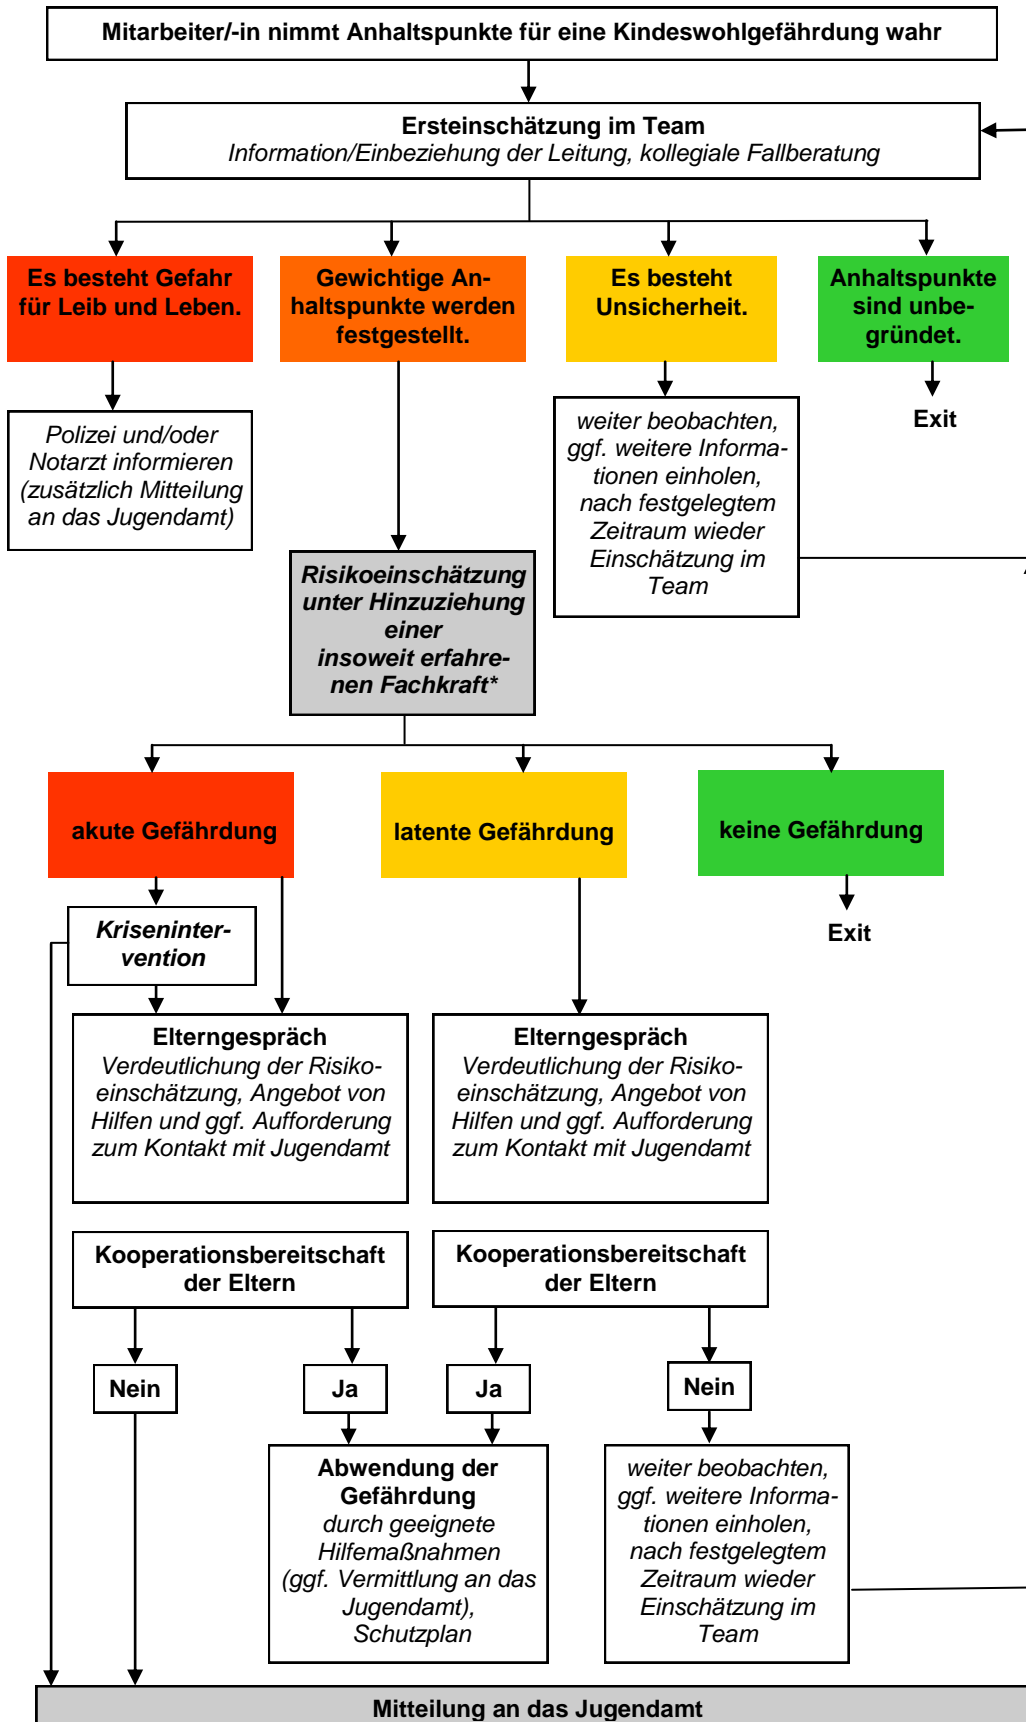 Mitarbeiter/-in nimmt Anhaltspunkte für eine Kindeswohlgefährdung wahr
Ersteinschätzung im Team
Information/Einbeziehung der Leitung, kollegiale Fallberatung
Es besteht Gefahr
für Leib und Leben.
Gewichtige An-
haltspunkte werden
festgestellt.
Es besteht
Unsicherheit.
Anhaltspunkte
sind unbe-
gründet.
Polizei und/oder
Notarzt informieren
(zusätzlich Mitteilung
an das Jugendamt)
weiter beobachten,
ggf. weitere Informa-
tionen einholen,
nach festgelegtem
Zeitraum wieder
Einschätzung im
Team
Exit
Risikoeinschätzung
unter Hinzuziehung
einer
insoweit erfahre-
nen Fachkraft*
akute Gefährdung
latente Gefährdung
keine Gefährdung
Kriseninter-
vention
Exit
Elterngespräch
Verdeutlichung der Risiko-
einschätzung, Angebot von
Hilfen und ggf. Aufforderung
zum Kontakt mit Jugendamt
Elterngespräch
Verdeutlichung der Risiko-
einschätzung, Angebot von
Hilfen und ggf. Aufforderung
zum Kontakt mit Jugendamt
Kooperationsbereitschaft
der Eltern
Kooperationsbereitschaft
der Eltern
Nein
Ja
Ja
Nein
Abwendung der
Gefährdung
durch geeignete
Hilfemaßnahmen
(ggf. Vermittlung an das
Jugendamt),
Schutzplan
weiter beobachten,
ggf. weitere Informa-
tionen einholen,
nach festgelegtem
Zeitraum wieder
Einschätzung im
Team
Mitteilung an das Jugendamt